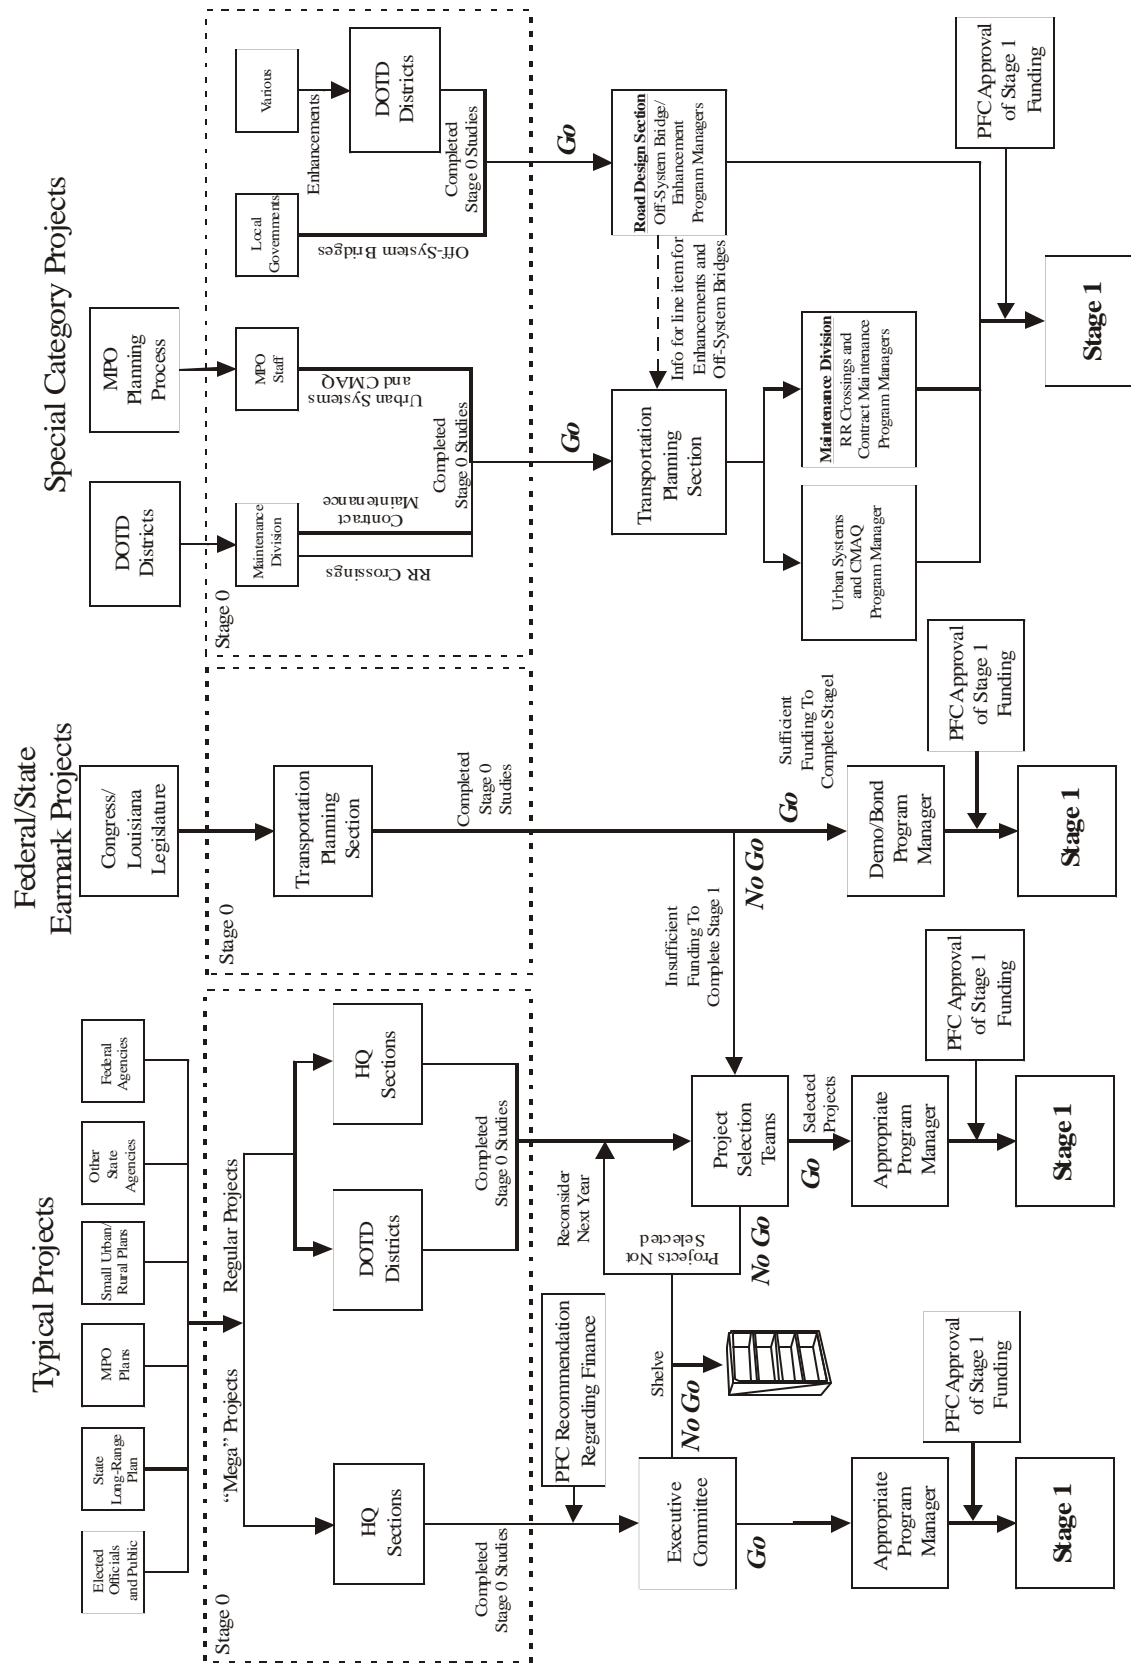 Typical Projects
Elected
Officials
and Public
State
Long-Range
Plan
MPO
Plans
Small Urban/
Rural Plans
Other
State
Agencies
Federal
Agencies
Stage 0
"Mega" Projects
Regular Projects
HQ
Sections
DOTD
Districts
HQ
Sections
Completed
Stage 0 Studies
Completed
Stage 0 Studies
PFC Recommendation
Regarding Finance
Reconsider
Next Year
Executive
Committee
Shelve
No Go
Projects Not
Selected
Project
Selection
Teams
No Go
Go
Go
Selected
Projects
Appropriate
Program
Manager
PFC Approval
of Stage 1
Funding
Stage 1
Appropriate
Program
Manager
PFC Approval
of Stage 1
Funding
Stage 1
Federal/State
Earmark Projects
Congress/
Louisiana
Legislature
Stage 0
Transportation
Planning
Section
Completed
Stage 0
Studies
Insufficient
Funding To
Complete Stage 1
No Go
Go
Sufficient
Funding To
Complete Stage1
Demo/Bond
Program
Manager
PFC Approval
of Stage 1
Funding
Stage 1
Special Category Projects
DOTD
Districts
MPO
Planning
Process
Stage 0
Maintenance
Division
MPO
Staff
Local
Governments
Various
RR Crossings
Contract
Maintenance
Urban Systems
and CMAQ
Off-System Bridges
Enhancements
DOTD
Districts
Completed
Stage 0 Studies
Completed
Stage 0 Studies
Go
Go
Transportation
Planning
Section
Info for line item for
Enhancements and
Off-System Bridges
Road Design Section
Off-System Bridge/
Enhancement
Program Managers
Urban Systems
and CMAQ
Program Manager
Maintenance Division
RR Crossings and
Contract Maintenance
Program Managers
PFC Approval
of Stage 1
Funding
Stage 1